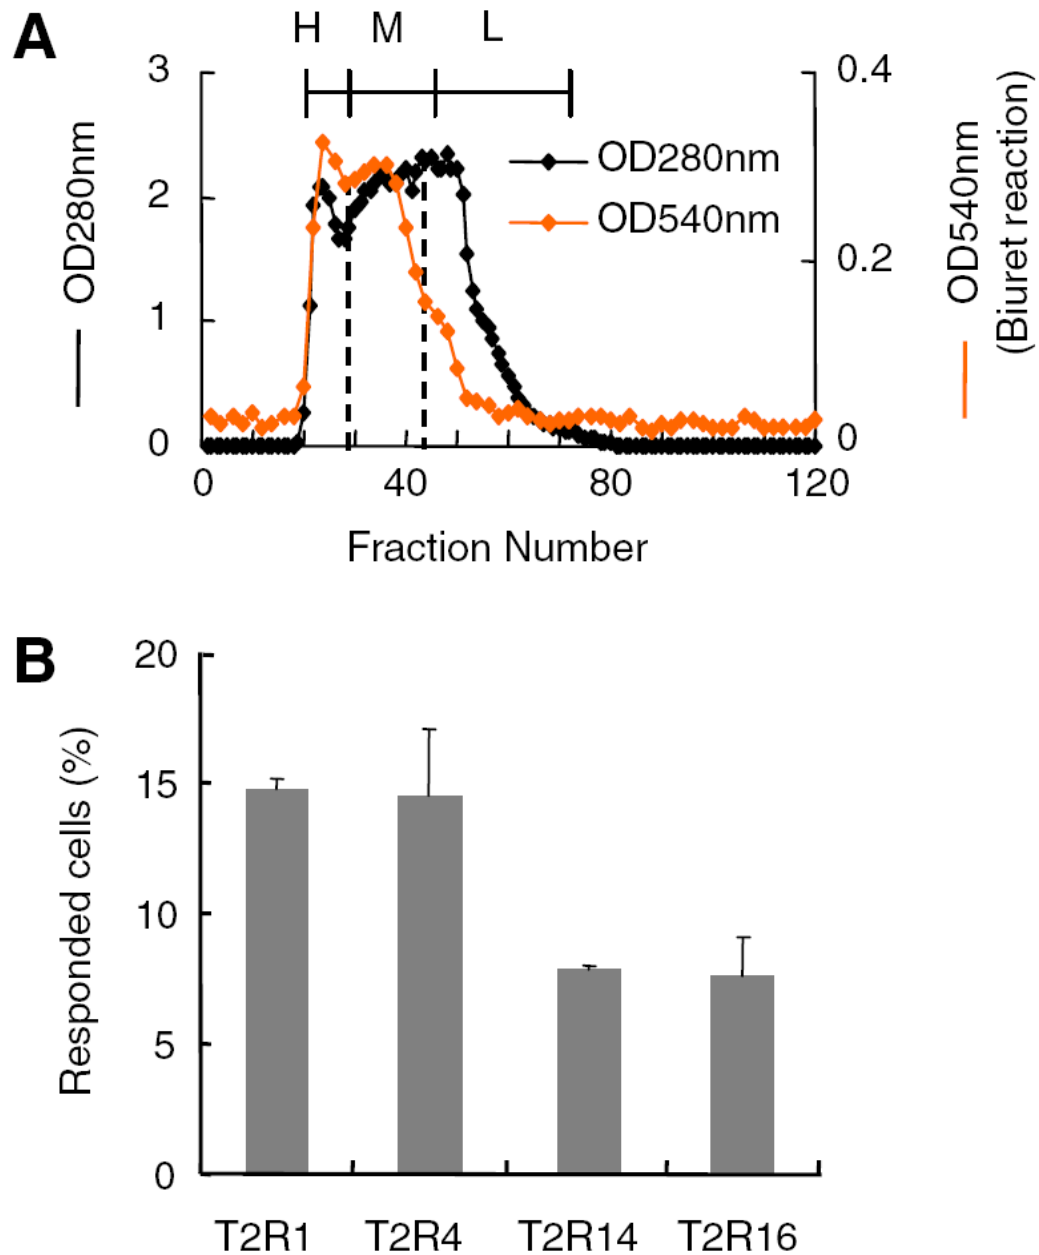 A
H M L
3
2
1
0
OD280nm
0.4
0.2
0
OD540nm
(Biuret reaction)
OD280nm
OD540nm
0 40 80 120
Fraction Number
B
20
15
10
5
0
Responded cells (%)
T2R1 T2R4 T2R14 T2R16